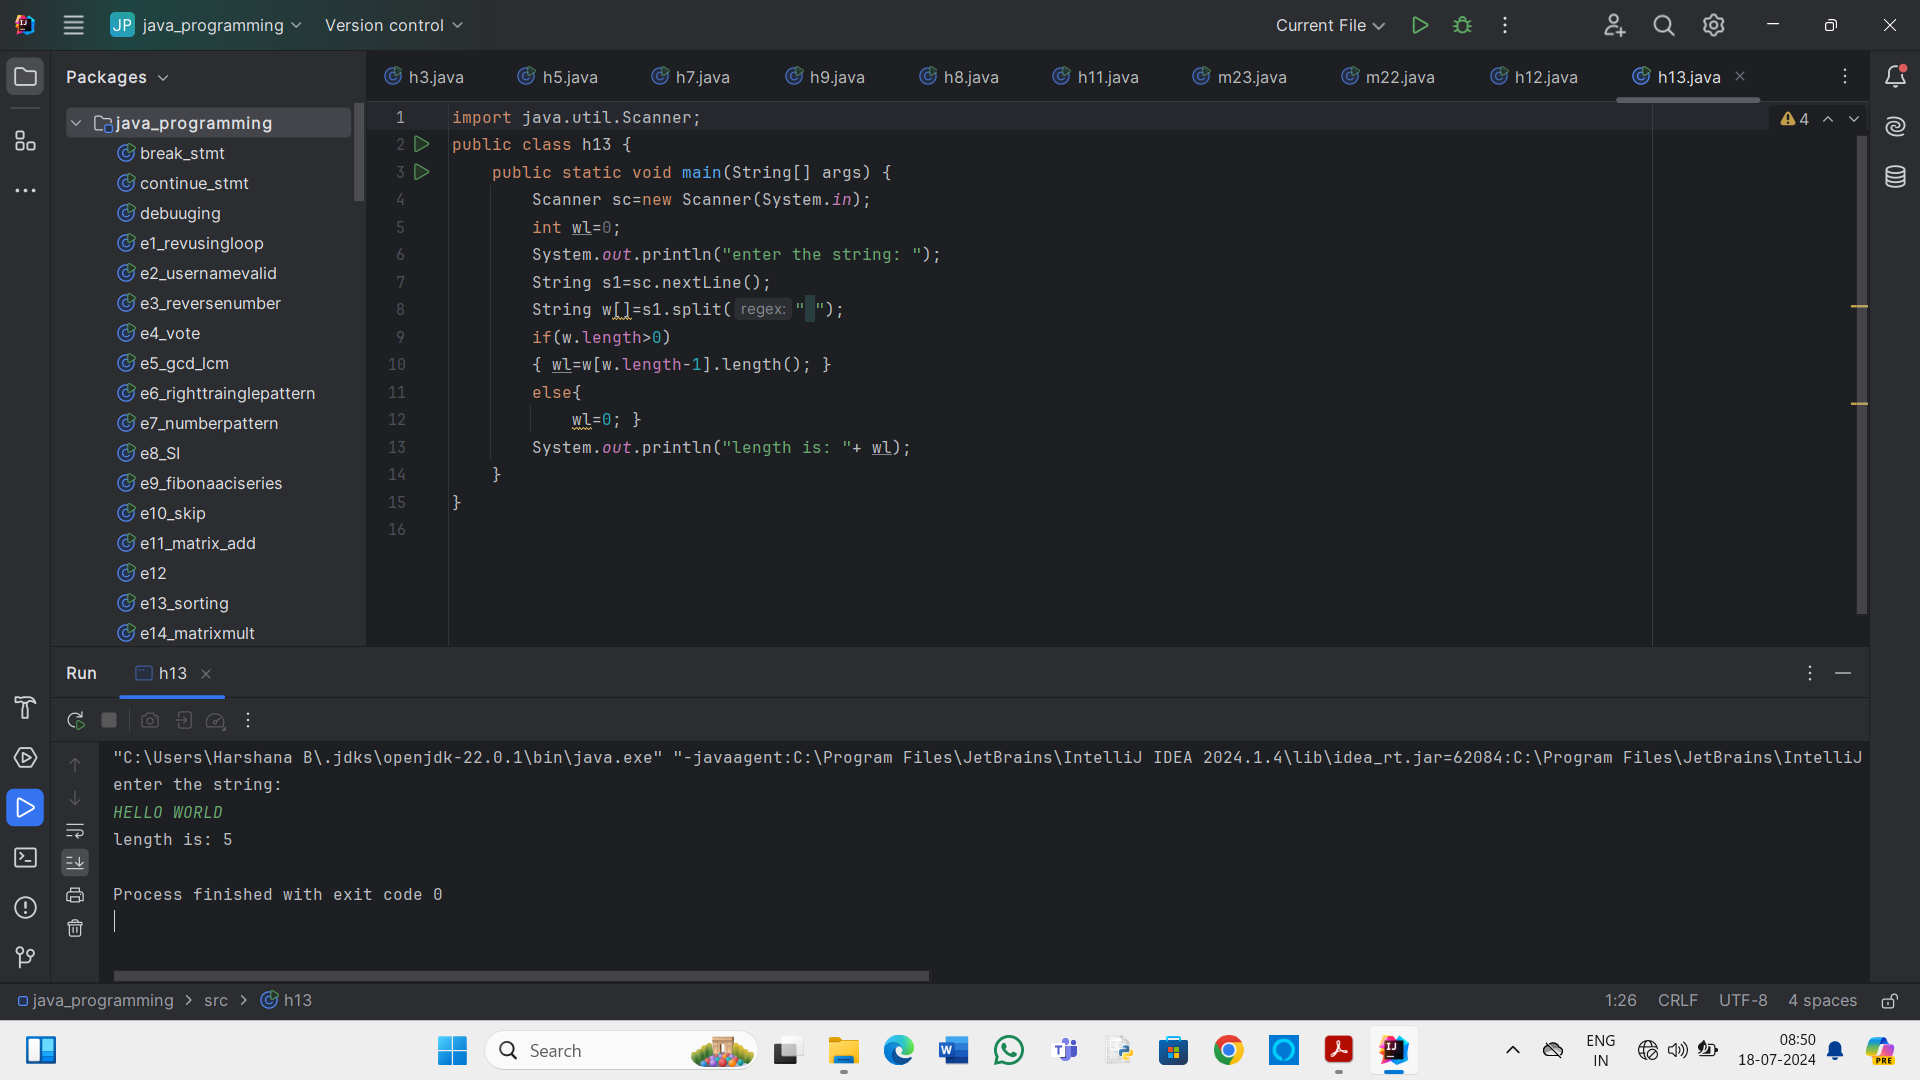 JP java_programming Version control Current File
Packages h3.java h5.java h7.java h9.java h8.java h11.java m23.java m22.java h12.java h13.java
java_programming
break_stmt
continue_stmt
debuuging
e1_revusingloop
e2_usernamevalid
e3_reversenumber
e4_vote
e5_gcd_lcm
e6_righttrainglepattern
e7_numberpattern
e8_SI
e9_fibonaaciseries
e10_skip
e11_matrix_add
e12
e13_sorting
e14_matrixmult
4
1 import java.util.Scanner;
2 public class h13 {
3 public static void main(String[] args) {
4 Scanner sc=new Scanner(System.in);
5 int wl=0;
6 System.out.println("enter the string: ");
7 String s1=sc.nextLine();
8 String w[]=s1.split( regex: " ");
9 if(w.length>0)
10 { wl=w[w.length-1].length(); }
11 else{
12 wl=0; }
13 System.out.println("length is: "+ wl);
14 }
15 }
16
Run h13
"C:\Users\Harshana B\.jdks\openjdk-22.0.1\bin\java.exe" "-javaagent:C:\Program Files\JetBrains\IntelliJ IDEA 2024.1.4\lib\idea_rt.jar=62084:C:\Program Files\JetBrains\IntelliJ
enter the string:
HELLO WORLD
length is: 5
Process finished with exit code 0
java_programming > src > h13 1:26 CRLF UTF-8 4 spaces
Search ENG 08:50
IN 18-07-2024 PRE